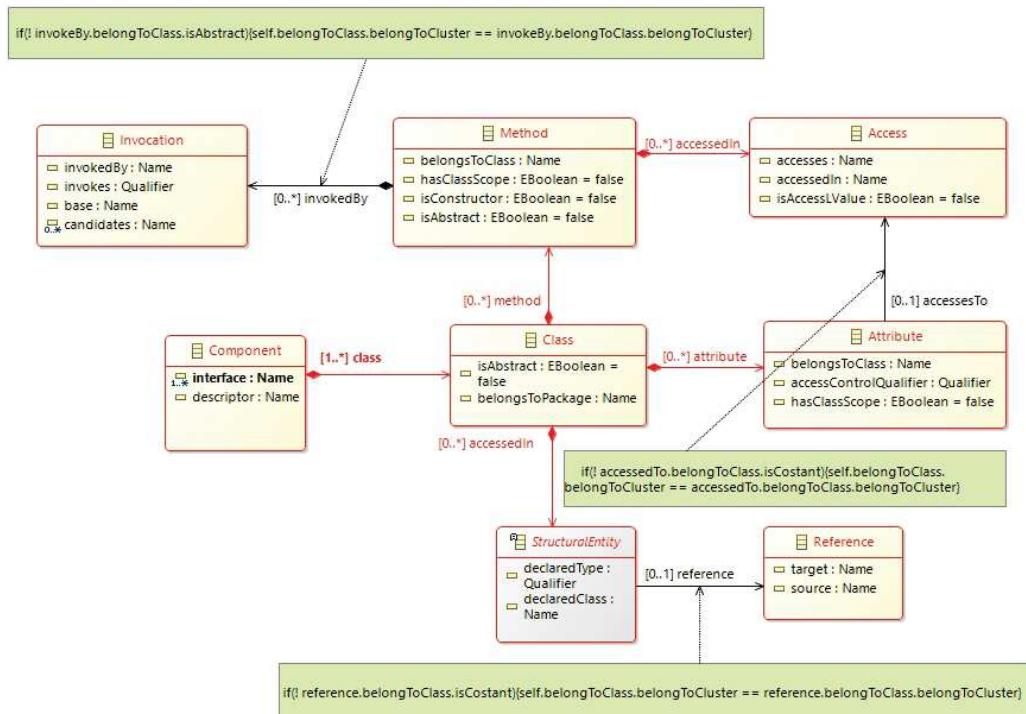 if(! invokeBy.belongToClass.isAbstract){self.belongToClass.belongToCluster == invokeBy.belongToClass.belongToCluster}
Invocation
invokedBy : Name
invokes : Qualifier
base : Name
0..* candidates : Name
[0..*] invokedBy
Method
belongsToClass : Name
hasClassScope : EBoolean = false
isConstructor : EBoolean = false
isAbstract : EBoolean = false
[0..*] accessedIn
Access
accesses : Name
accessedIn : Name
isAccessLValue : EBoolean = false
[0..*] method
[0..1] accessesTo
Component
1..* interface : Name
descriptor : Name
[1..*] class
Class
isAbstract : EBoolean =
false
belongsToPackage : Name
[0..*] attribute
Attribute
belongsToClass : Name
accessControlQualifier : Qualifier
hasClassScope : EBoolean = false
[0..*] accessedIn
if(! accessedTo.belongToClass.isCostant){self.belongToClass.
belongToCluster == accessedTo.belongToClass.belongToCluster}
StructuralEntity
declaredType :
Qualifier
declaredClass :
Name
[0..1] reference
Reference
target : Name
source : Name
if(! reference.belongToClass.isCostant){self.belongToClass.belongToCluster == reference.belongToClass.belongToCluster}